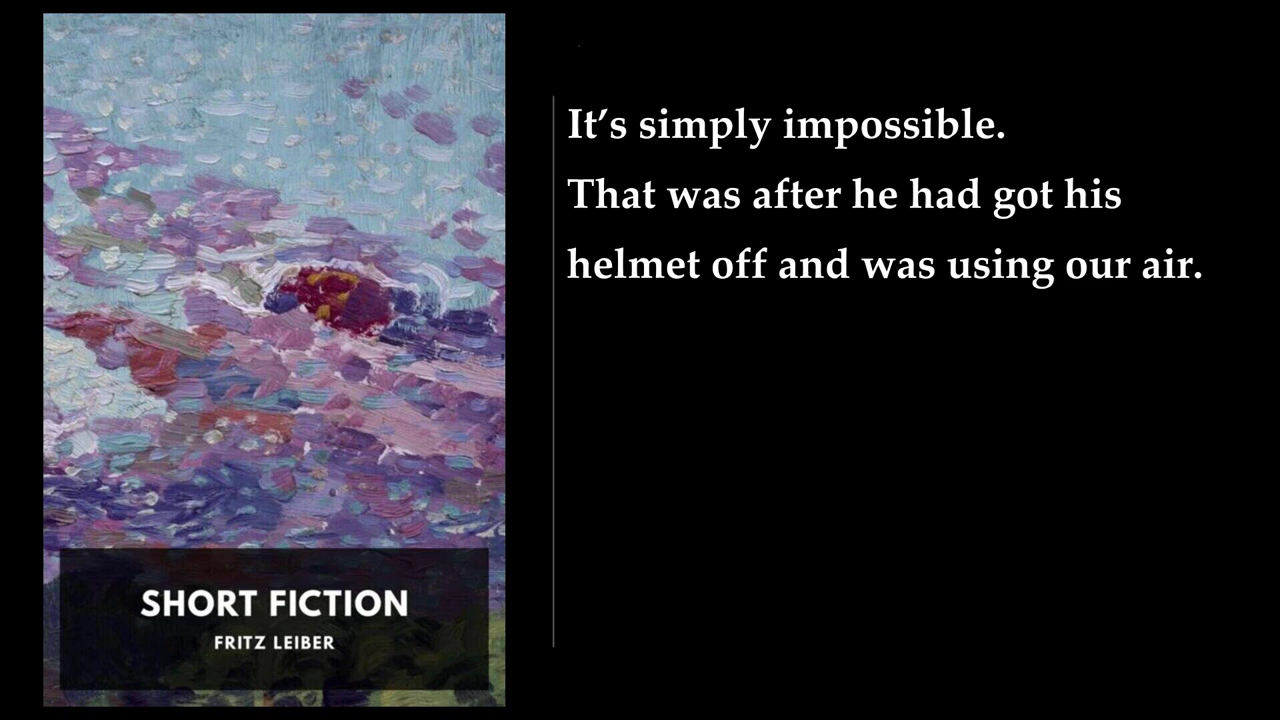 SHORT FICTION
FRITZ LEIBER
It’s simply impossible.
That was after he had got his
helmet off and was using our air.